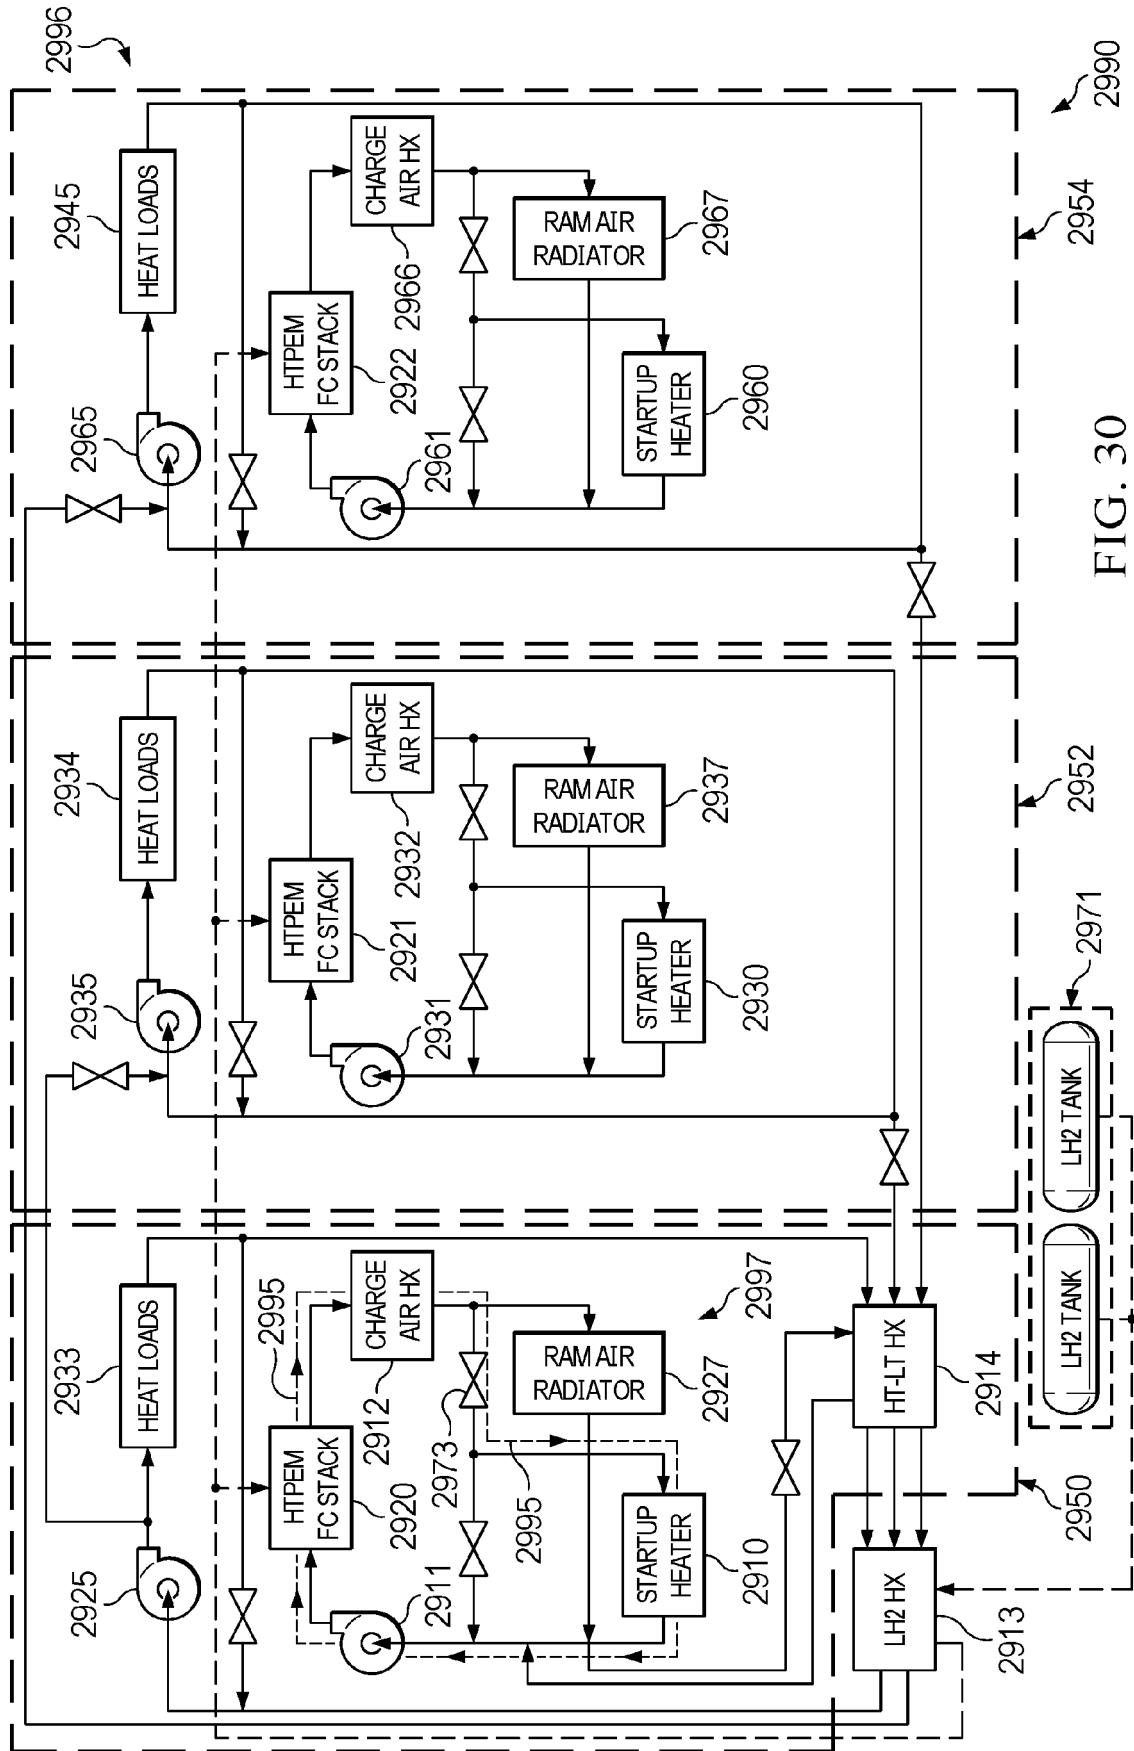 2996
2990
2945
HEAT LOADS
2965
CHARGE
AIR HX
2966
HTPEM
FC STACK
2922
2961
RAM AIR
RADIATOR
2967
STARTUP
HEATER
2960
2954
FIG. 30
2934
HEAT LOADS
2935
CHARGE
AIR HX
2932
HTPEM
FC STACK
2921
2931
RAM AIR
RADIATOR
2937
STARTUP
HEATER
2930
2952
2971
LH2 TANK
LH2 TANK
2933
HEAT LOADS
2925
2995
CHARGE
AIR HX
2912
HTPEM
FC STACK
2920
2911
2973
2995
2997
RAM AIR
RADIATOR
2927
STARTUP
HEATER
2910
HT-LT HX
2914
LH2 HX
2913
2950